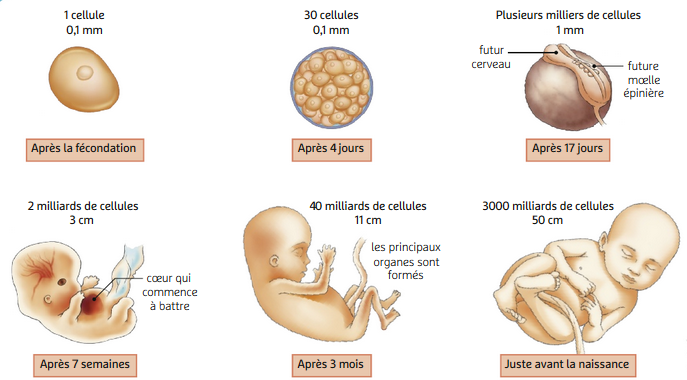 1 cellule
0,1 mm
30 cellules
0,1 mm
Plusieurs milliers de cellules
1 mm
futur
cerveau
future
mœlle
épinière
Après la fécondation
Après 4 jours
Après 17 jours
2 milliards de cellules
3 cm
40 milliards de cellules
11 cm
3000 milliards de cellules
50 cm
cœur qui
commence
à battre
les principaux
organes sont
formés
Après 7 semaines
Après 3 mois
Juste avant la naissance